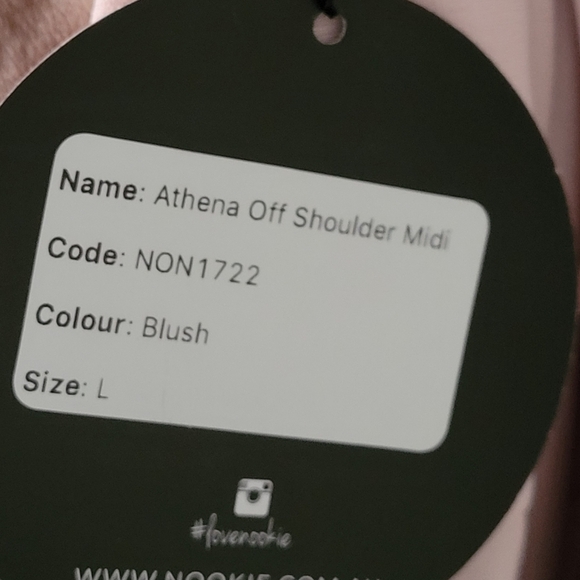 Name: Athena Off Shoulder Midi
Code: NON1722
Colour: Blush
Size: L
#lovenookie